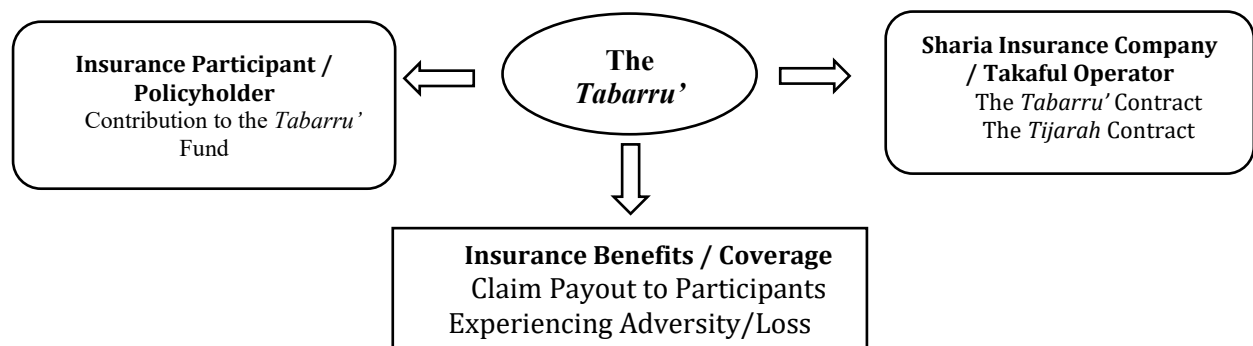 Insurance Participant /
Policyholder
Contribution to the Tabarru’
Fund
The
Tabarru’
Sharia Insurance Company
/ Takaful Operator
The Tabarru’ Contract
The Tijarah Contract
Insurance Benefits / Coverage
Claim Payout to Participants
Experiencing Adversity/Loss